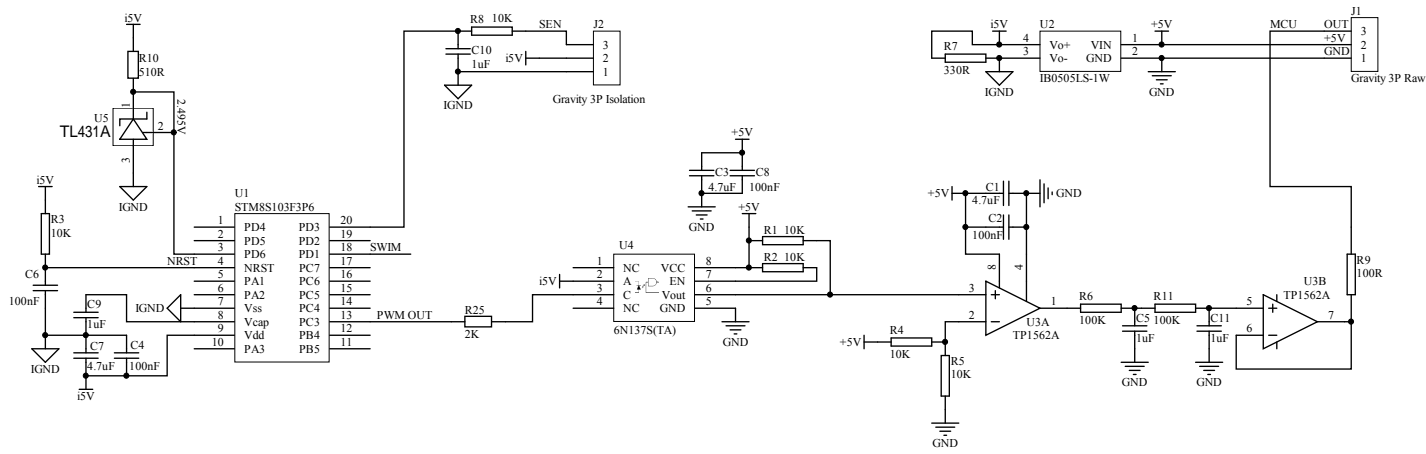 i5V
R10
510R
U5
TL431A
1
2
3
2.495V
IGND
i5V
R3
10K
C6
100nF
NRST
IGND
C9
1uF
C7
4.7uF
C4
100nF
i5V
IGND
U1
STM8S103F3P6
1 PD4 PD3 20
2 PD5 PD2 19
3 PD6 PD1 18 SWIM
4 NRST PC7 17
5 PA1 PC6 16
6 PA2 PC5 15
7 Vss PC4 14
8 Vcap PC3 13 PWM OUT
9 Vdd PB4 12
10 PA3 PB5 11
R8 10K
SEN
C10
1uF
IGND
i5V
J2
3
2
1
Gravity 3P Isolation
R25
2K
i5V
U4
1 NC VCC 8
2 A EN 7
3 C Vout 6
4 NC GND 5
6N137S(TA)
GND
+5V
C3
4.7uF
C8
100nF
GND
+5V
R1 10K
R2 10K
i5V
R7
330R
IGND
U2
4 Vo+ VIN 1
3 Vo- GND 2
IB0505LS-1W
+5V
GND
MCU
OUT
+5V
GND
J1
3
2
1
Gravity 3P Raw
+5V
C1
4.7uF
GND
C2
100nF
8
4
3
2
1
U3A
TP1562A
+5V
R4
10K
R5
10K
GND
R6
100K
C5
1uF
GND
R11
100K
C11
1uF
GND
5
6
7
U3B
TP1562A
R9
100R